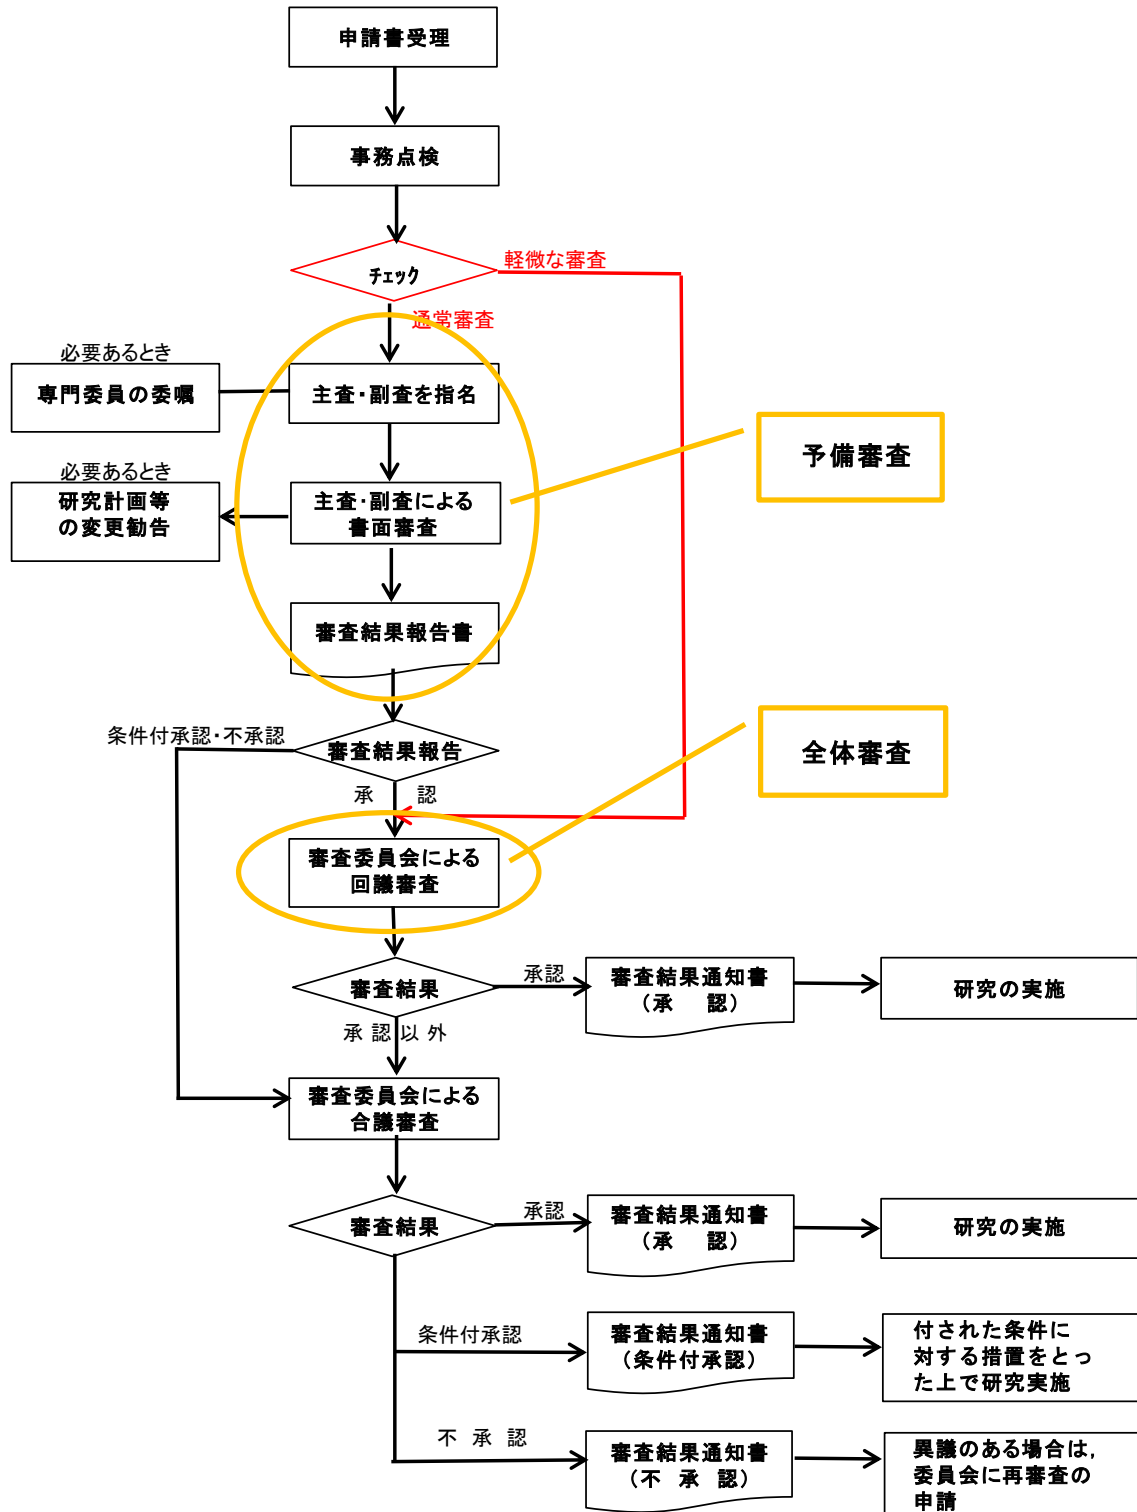 申請書受理
事務点検
チェック
軽微な審査
通常審査
必要あるとき
専門委員の委嘱
主査・副査を指名
予備審査
必要あるとき
研究計画等
の変更勧告
主査・副査による
書面審査
審査結果報告書
条件付承認・不承認
審査結果報告
全体審査
承　認
審査委員会による
回議審査
審査結果
承認
審査結果通知書
（承　認）
研究の実施
承認以外
審査委員会による
合議審査
審査結果
承認
審査結果通知書
（承　認）
研究の実施
条件付承認
審査結果通知書
（条件付承認）
付された条件に
対する措置をとっ
た上で研究実施
不承認
審査結果通知書
（不承認）
異議のある場合は，
委員会に再審査の
申請